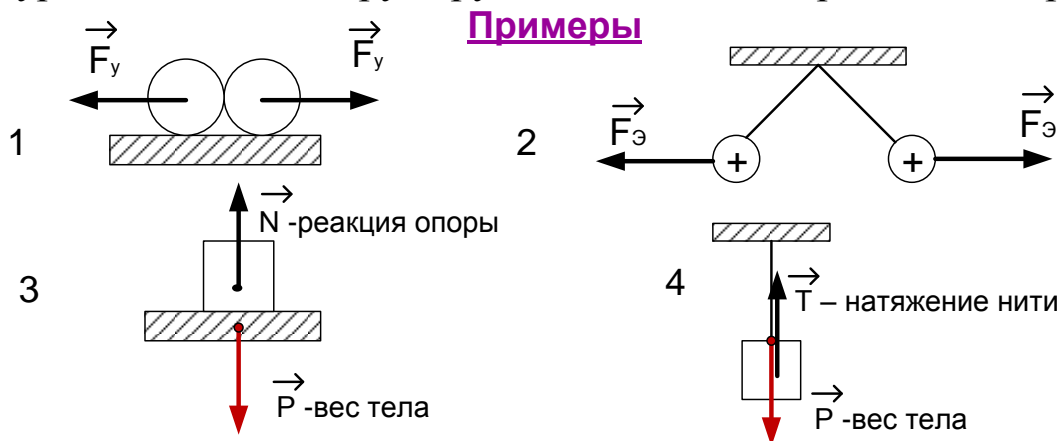 Примеры
F у
F у
1
2
F Э
F Э
+
+
N -реакция опоры
3
4
T – натяжение нити
P -вес тела
P -вес тела